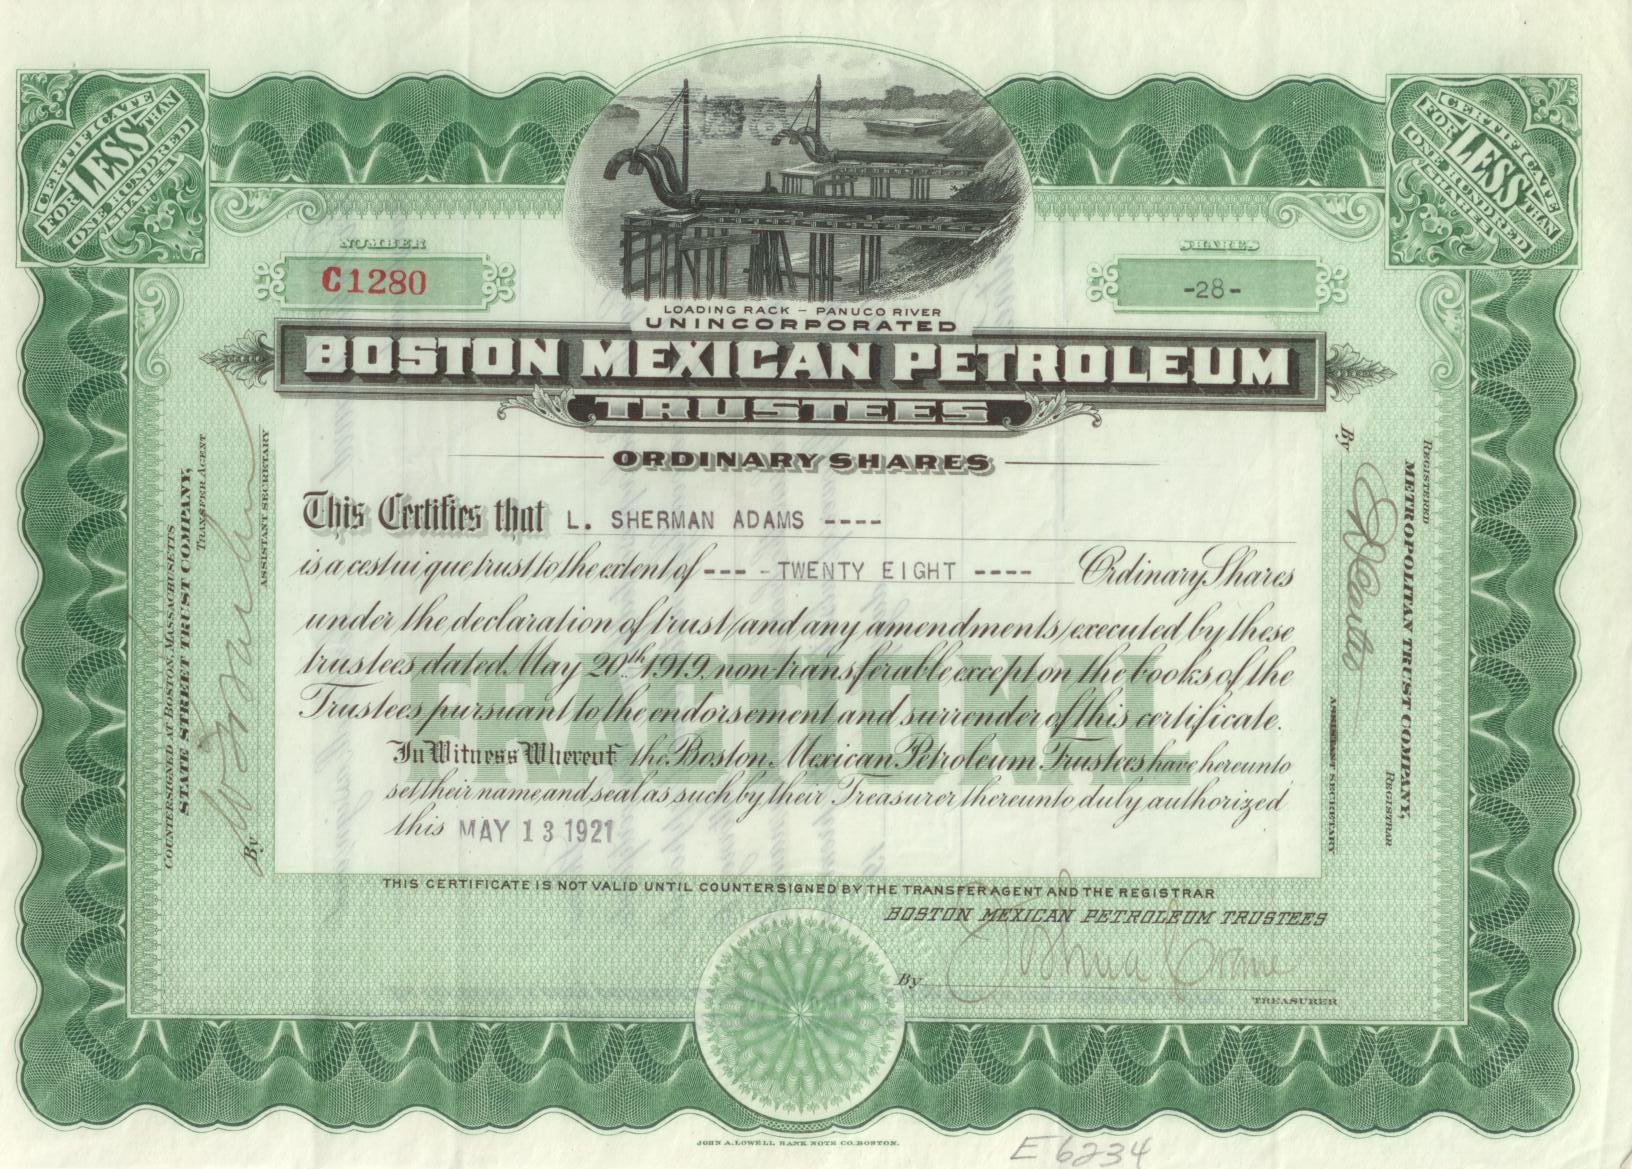 CERTIFICATE
FOR LESS THAN
ONE HUNDRED
SHARES
CERTIFICATE
FOR LESS THAN
ONE HUNDRED
SHARES
NUMBER
C1280
SHARES
-28-
LOADING RACK – PANUCO RIVER
UNINCORPORATED
BOSTON MEXICAN PETROLEUM
TRUSTEES
ORDINARY SHARES
This Certifies that L. SHERMAN ADAMS ----
is a cestui que trust to the extent of --- - TWENTY EIGHT ---- Ordinary Shares
under the declaration of trust (and any amendments) executed by these
trustees dated May 20th 1919, non-transferable except on the books of the
Trustees pursuant to the endorsement and surrender of this certificate.
FRACTIONAL
In Witness Whereof the Boston Mexican Petroleum Trustees have hereunto
set their name and seal as such by their Treasurer thereunto duly authorized
this MAY 13 1921
THIS CERTIFICATE IS NOT VALID UNTIL COUNTERSIGNED BY THE TRANSFER AGENT AND THE REGISTRAR
BOSTON MEXICAN PETROLEUM TRUSTEES
By Joshua Crane
TREASURER
COUNTERSIGNED AT BOSTON, MASSACHUSETTS
STATE STREET TRUST COMPANY,
TRANSFER AGENT
By
ASSISTANT SECRETARY
REGISTERED
METROPOLITAN TRUST COMPANY,
REGISTRAR
By
ASSISTANT SECRETARY
JOHN A. LOWELL BANK NOTE CO. BOSTON.
E6234